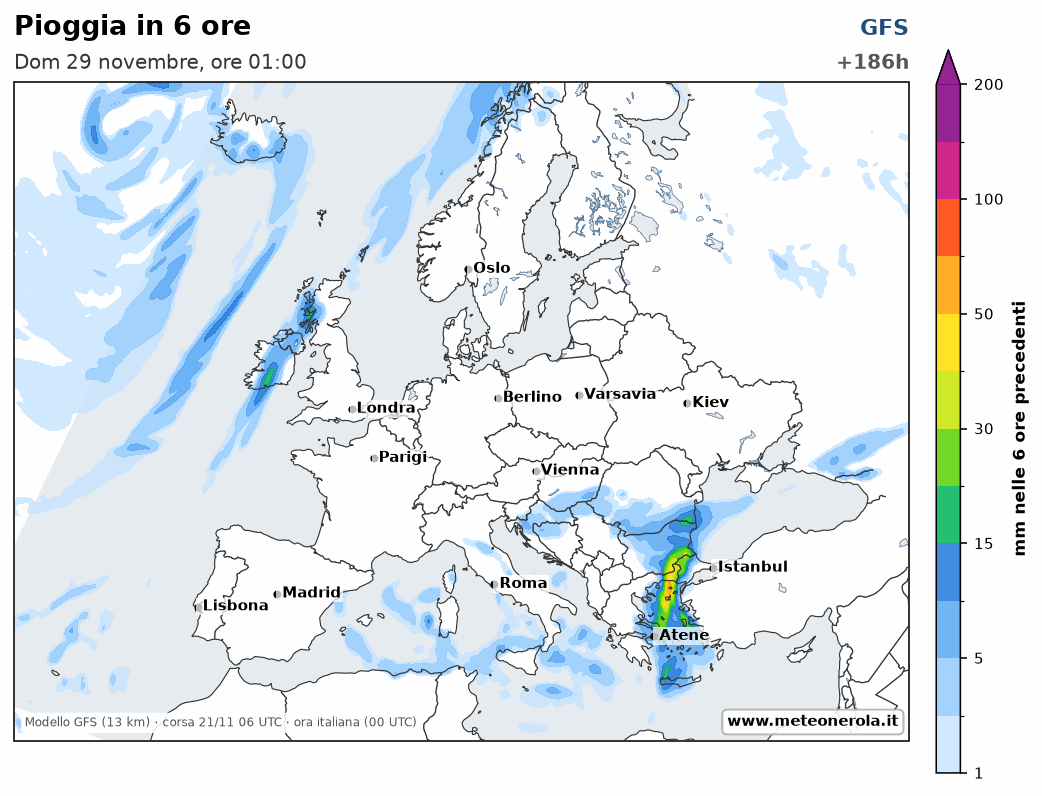 Pioggia in 6 ore
GFS
Dom 29 novembre, ore 01:00
+186h
200
100
50
30
15
5
1
mm nelle 6 ore precedenti
Oslo
Berlino
Varsavia
Kiev
Londra
Parigi
Vienna
Istanbul
Roma
Madrid
Lisbona
Atene
Modello GFS (13 km) · corsa 21/11 06 UTC · ora italiana (00 UTC)
www.meteonerola.it